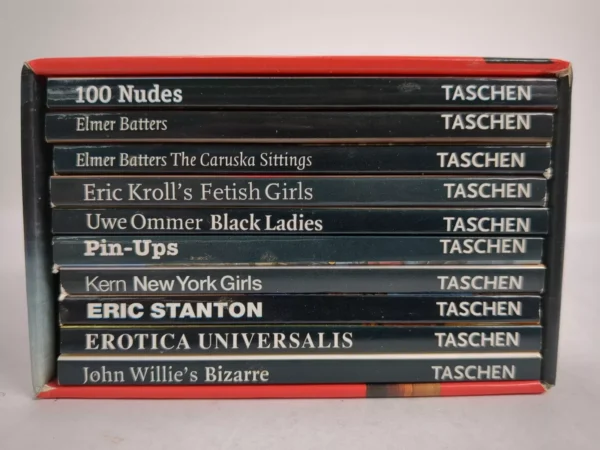 100 Nudes TASCHEN
Elmer Batters TASCHEN
Elmer Batters The Caruska Sittings TASCHEN
Eric Kroll's Fetish Girls TASCHEN
Uwe Ommer Black Ladies TASCHEN
Pin-Ups TASCHEN
Kern New York Girls TASCHEN
ERIC STANTON TASCHEN
EROTICA UNIVERSALIS TASCHEN
John Willie's Bizarre TASCHEN